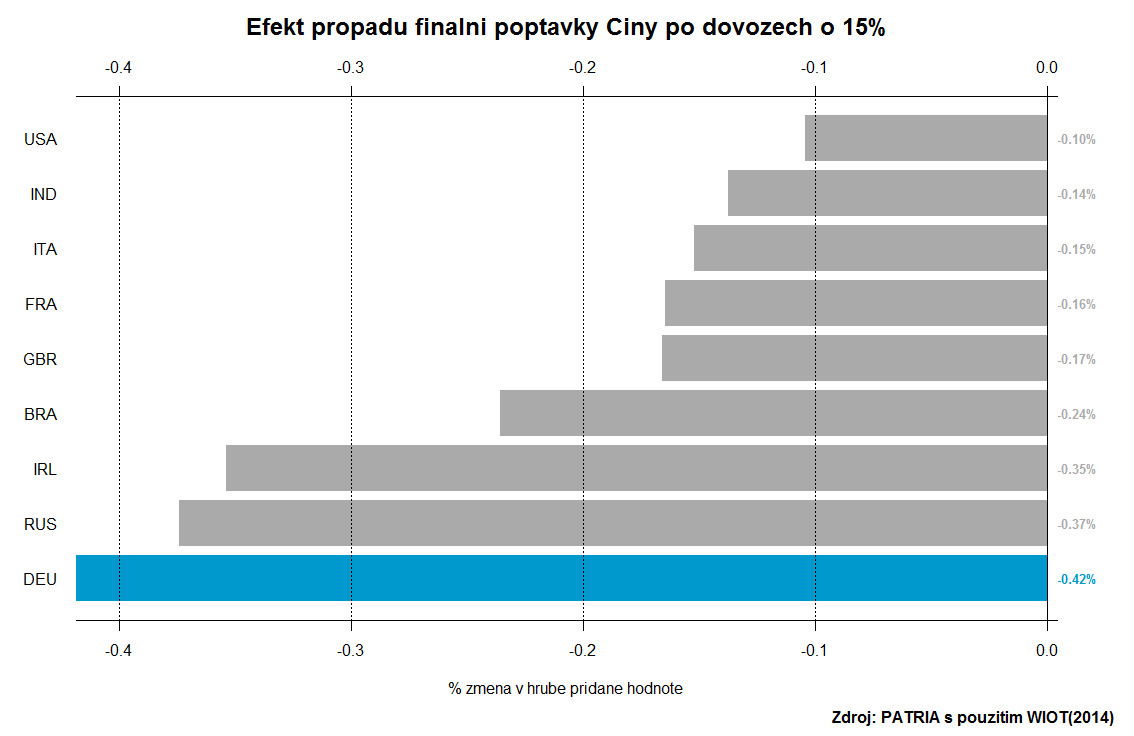 Efekt propadu finalni poptavky Ciny po dovozech o 15%
-0.4 -0.3 -0.2 -0.1 0.0
USA -0.10%
IND -0.14%
ITA -0.15%
FRA -0.16%
GBR -0.17%
BRA -0.24%
IRL -0.35%
RUS -0.37%
DEU -0.42%
-0.4 -0.3 -0.2 -0.1 0.0
% zmena v hrube pridane hodnote
Zdroj: PATRIA s pouzitim WIOT(2014)